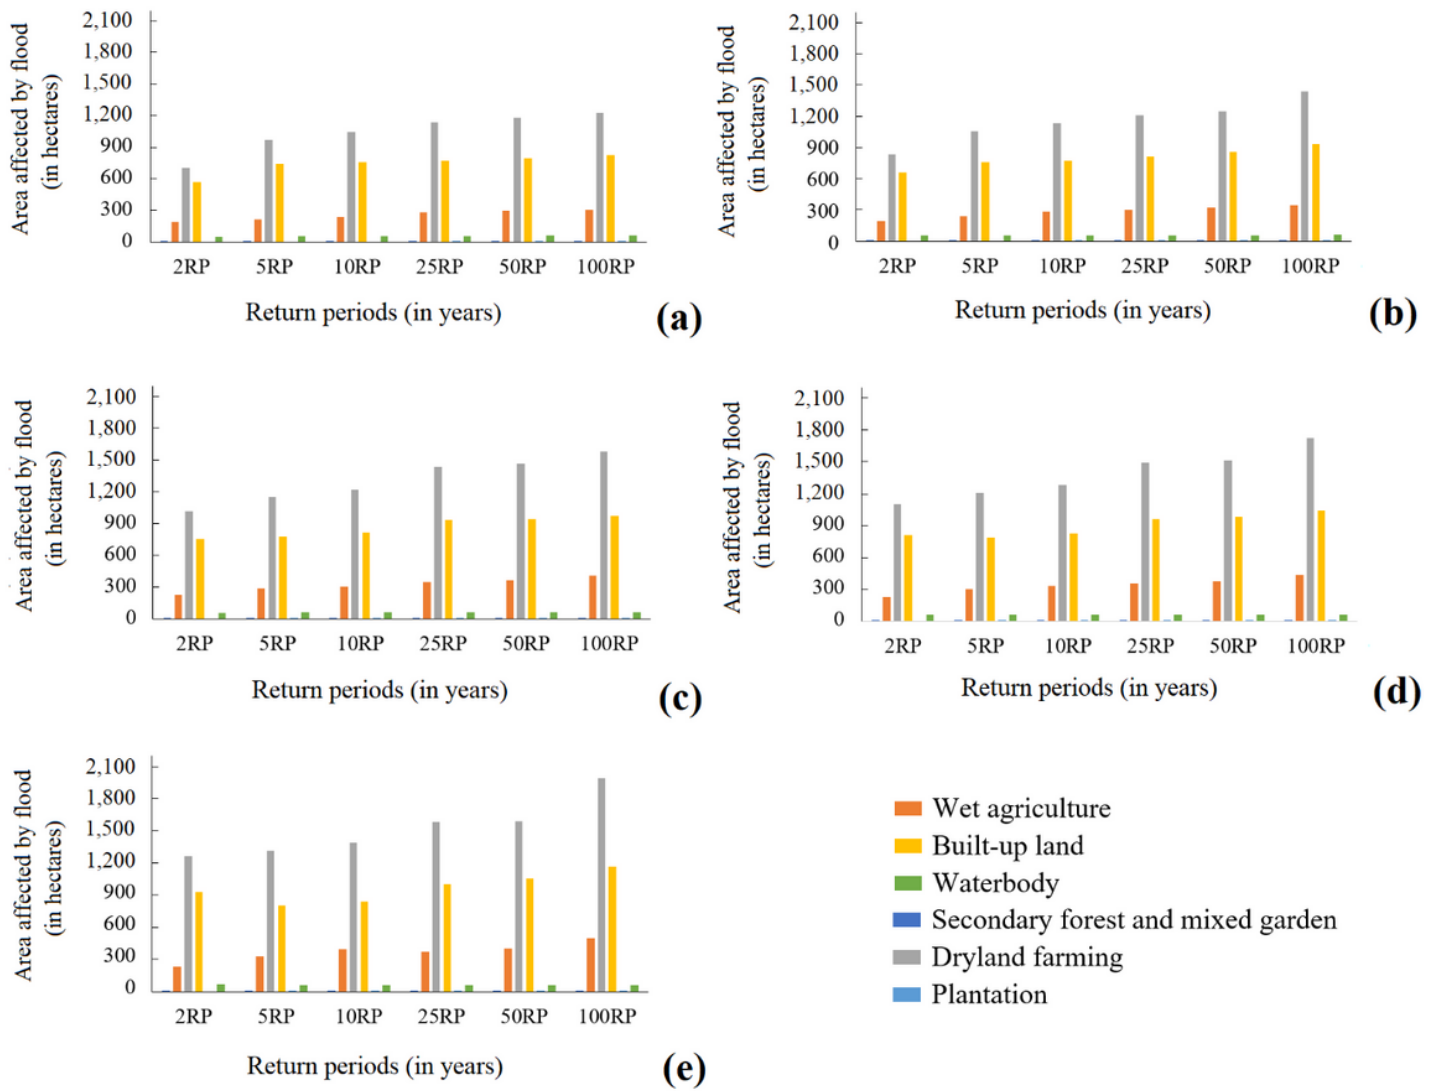 Area affected by flood
(in hectares)
2,100
1,800
1,500
1,200
900
600
300
0
2RP 5RP 10RP 25RP 50RP 100RP
Return periods (in years)
(a)
Area affected by flood
(in hectares)
2,100
1,800
1,500
1,200
900
600
300
0
2RP 5RP 10RP 25RP 50RP 100RP
Return periods (in years)
(b)
Area affected by flood
(in hectares)
2,100
1,800
1,500
1,200
900
600
300
0
2RP 5RP 10RP 25RP 50RP 100RP
Return periods (in years)
(c)
Area affected by flood
(in hectares)
2,100
1,800
1,500
1,200
900
600
300
0
2RP 5RP 10RP 25RP 50RP 100RP
Return periods (in years)
(d)
Area affected by flood
(in hectares)
2,100
1,800
1,500
1,200
900
600
300
0
2RP 5RP 10RP 25RP 50RP 100RP
Return periods (in years)
(e)
Wet agriculture
Built-up land
Waterbody
Secondary forest and mixed garden
Dryland farming
Plantation